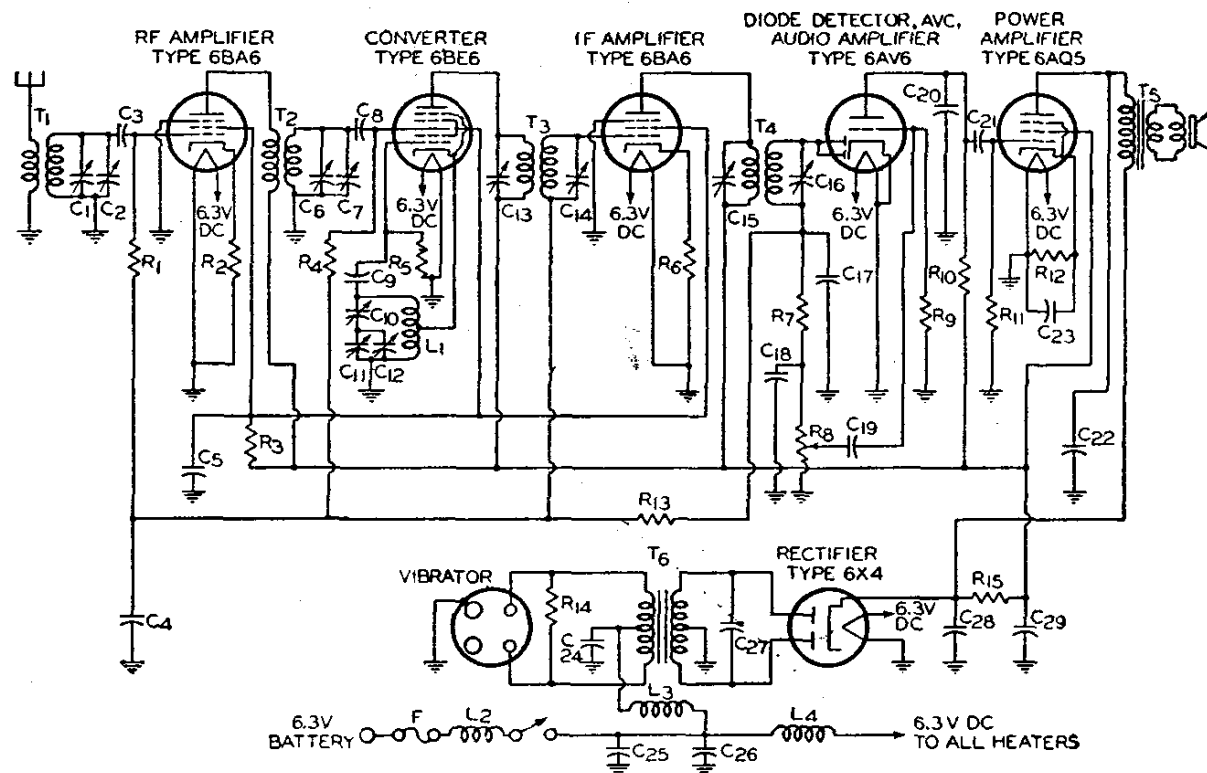 RF AMPLIFIER
TYPE 6BA6
CONVERTER
TYPE 6BE6
IF AMPLIFIER
TYPE 6BA6
DIODE DETECTOR, AVC,
AUDIO AMPLIFIER
TYPE 6AV6
POWER
AMPLIFIER
TYPE 6AQ5
T1
C3
T2
C8
T3
T4
C20
C21
T5
C1
C2
6.3V
DC
C6
C7
6.3V
DC
C13
C14
6.3V
DC
C15
C16
6.3V
DC
6.3V
DC
R1
R2
R4
C9
R5
R6
C17
R10
R12
C10
L1
R7
R9
R11
C23
C11
C12
C18
C5
R3
R8
C19
C22
R13
VIBRATOR
T6
RECTIFIER
TYPE 6X4
R14
R15
C4
C24
C27
6.3V
DC
C28
C29
L3
6.3V
BATTERY
F
L2
L4
6.3V DC
TO ALL HEATERS
C25
C26